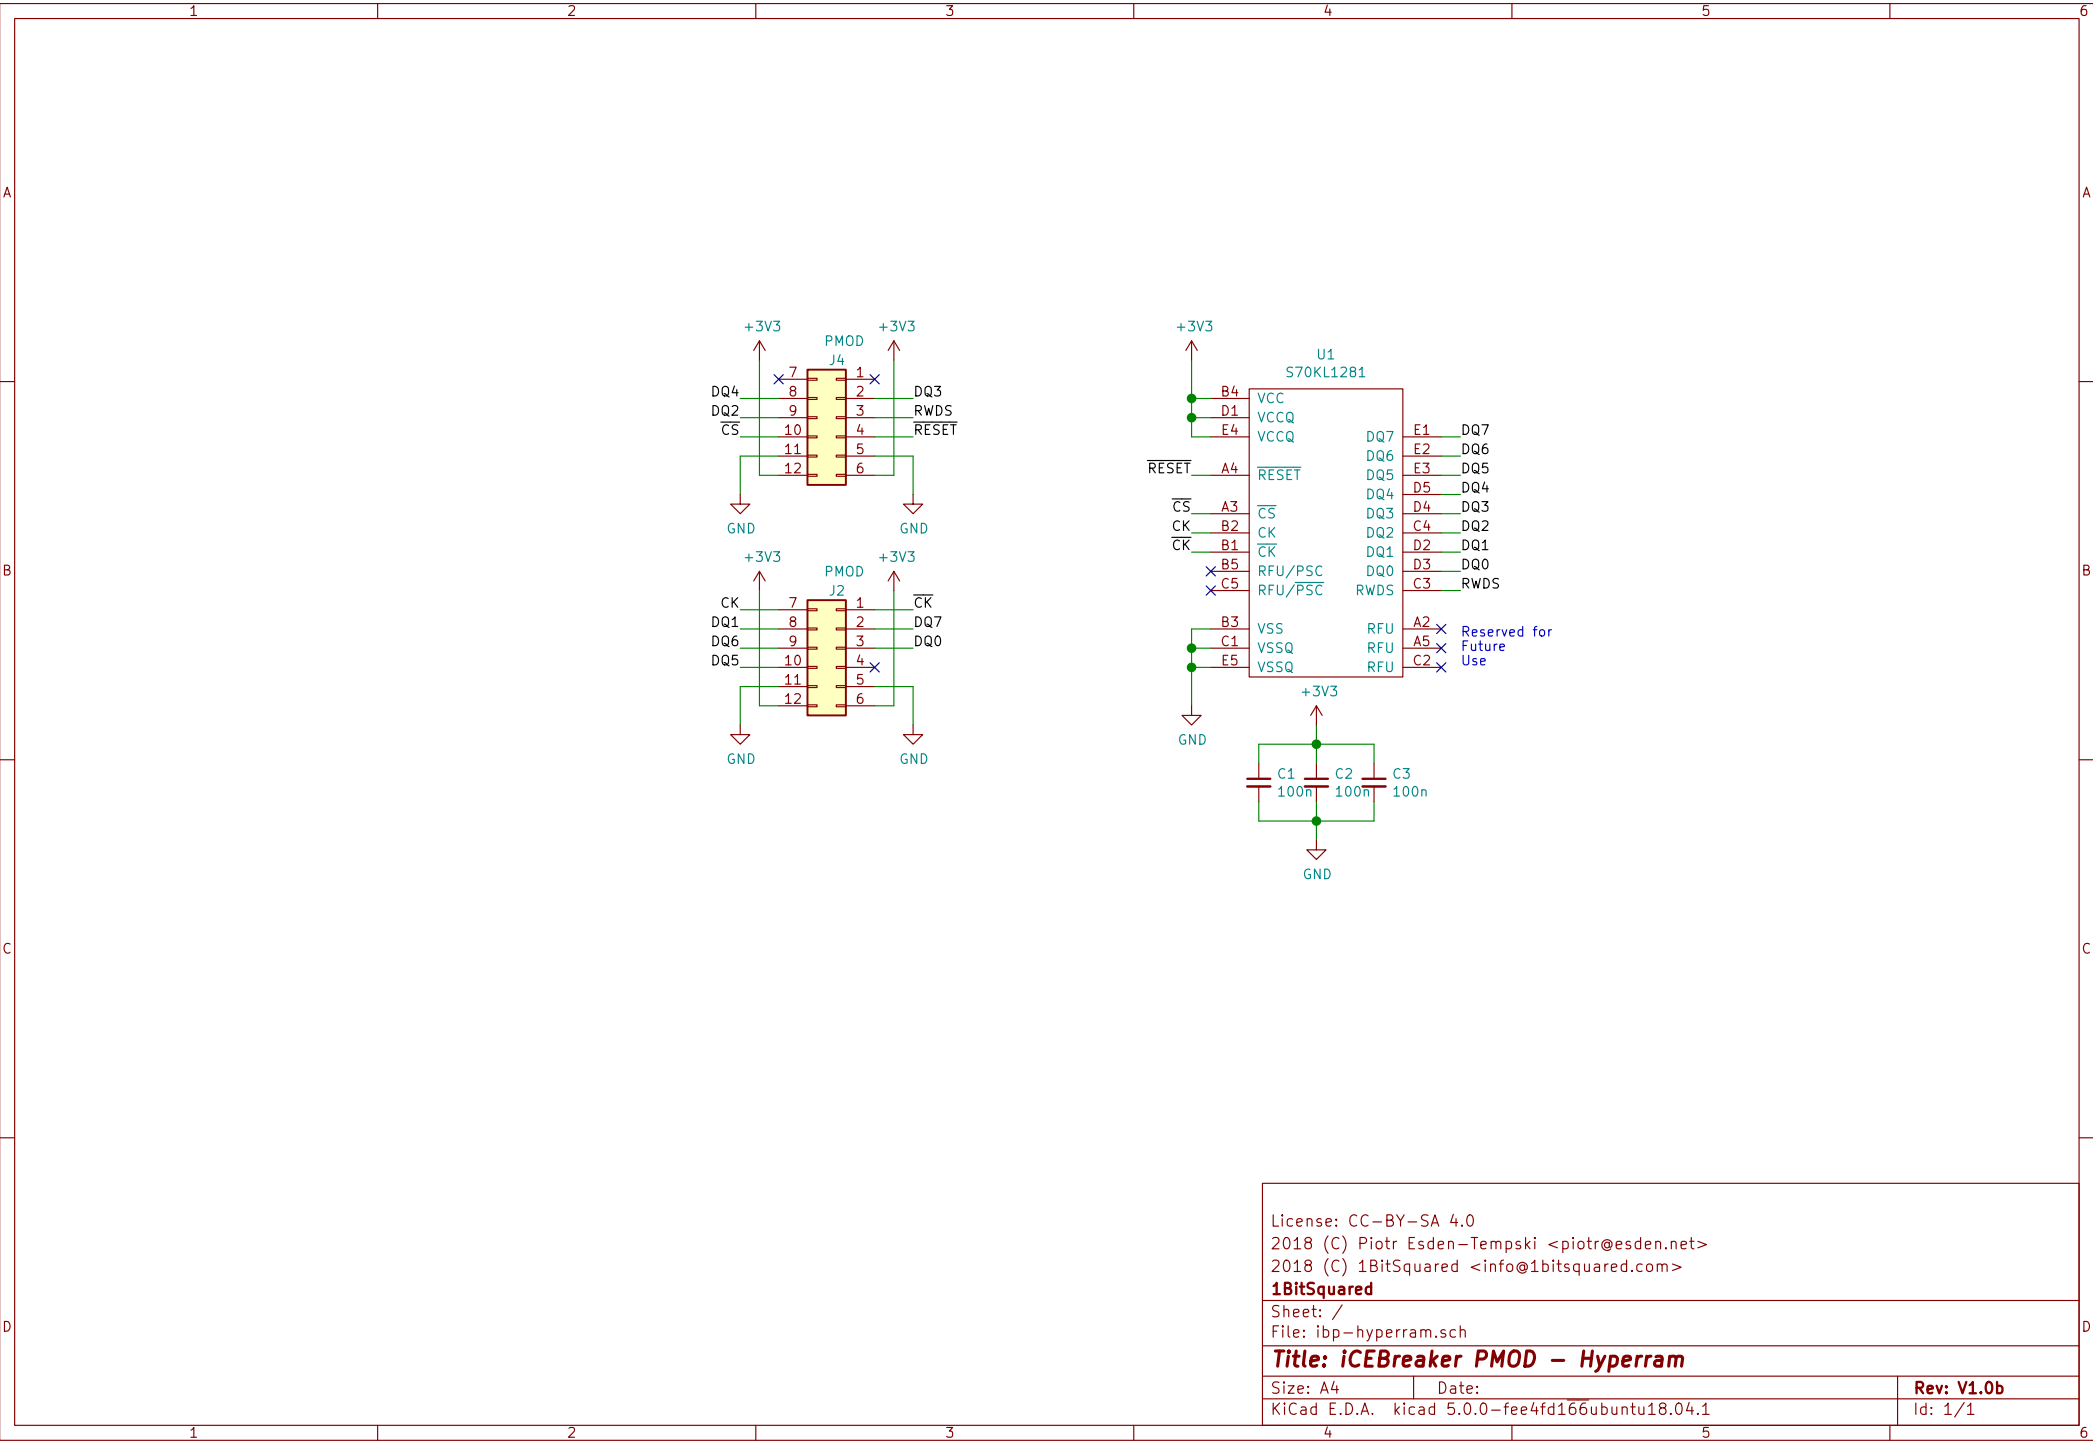 1 2 3 4 5 6
A A
+3V3 +3V3
PMOD
J4
7 1
DQ4 8 2 DQ3
DQ2 9 3 RWDS
CS 10 4 RESET
11 5
12 6
GND GND
+3V3 +3V3
PMOD
J2
CK 7 1 CK
DQ1 8 2 DQ7
DQ6 9 3 DQ0
DQ5 10 4
11 5
12 6
GND GND
+3V3
U1
S70KL1281
B4 VCC
D1 VCCQ
E4 VCCQ DQ7 E1 DQ7
DQ6 E2 DQ6
RESET A4 RESET DQ5 E3 DQ5
DQ4 D5 DQ4
CS A3 CS DQ3 D4 DQ3
CK B2 CK DQ2 C4 DQ2
CK B1 CK DQ1 D2 DQ1
B5 RFU/PSC DQ0 D3 DQ0
C5 RFU/PSC RWDS C3 RWDS
B3 VSS RFU A2
C1 VSSQ RFU A5
E5 VSSQ RFU C2
Reserved for
Future
Use
GND
+3V3
C1 C2 C3
100n 100n 100n
GND
B B
C C
License: CC-BY-SA 4.0
2018 (C) Piotr Esden-Tempski <piotr@esden.net>
2018 (C) 1BitSquared <info@1bitsquared.com>
1BitSquared
Sheet: /
File: ibp-hyperram.sch
Title: iCEBreaker PMOD - Hyperram
Size: A4 Date: Rev: V1.0b
KiCad E.D.A. kicad 5.0.0-fee4fd166ubuntu18.04.1 Id: 1/1
D D
1 2 3 4 5 6